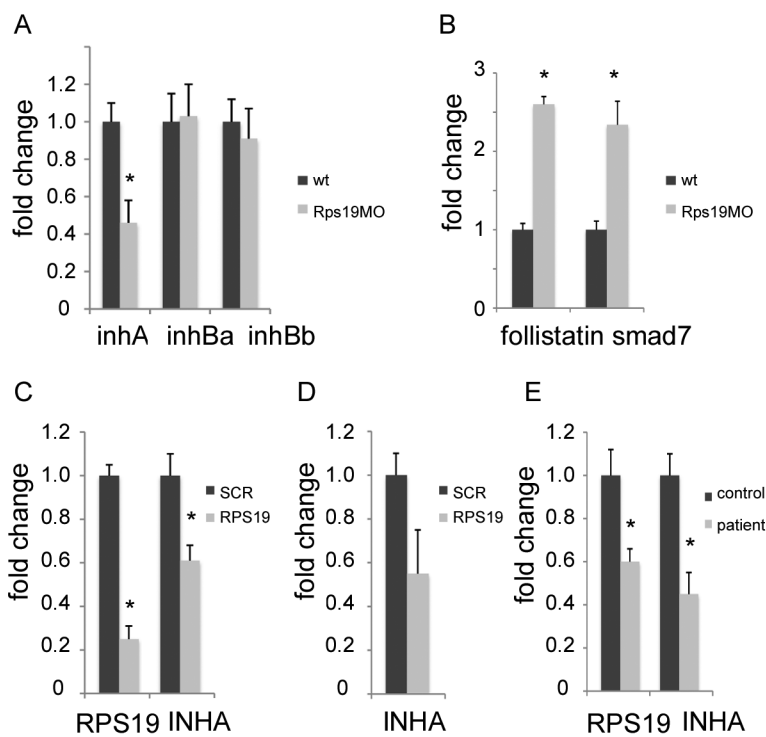 A
fold change
1.2
1.0
0.8
0.6
0.4
0.2
0
*
wt
Rps19MO
inhA inhBa inhBb
B
fold change
3
2
1
0
* *
wt
Rps19MO
follistatin smad7
C
fold change
1.2
1.0
0.8
0.6
0.4
0.2
0
*
*
SCR
RPS19
RPS19 INHA
D
fold change
1.2
1.0
0.8
0.6
0.4
0.2
0
SCR
RPS19
INHA
E
fold change
1.2
1.0
0.8
0.6
0.4
0.2
0
*
*
control
patient
RPS19 INHA